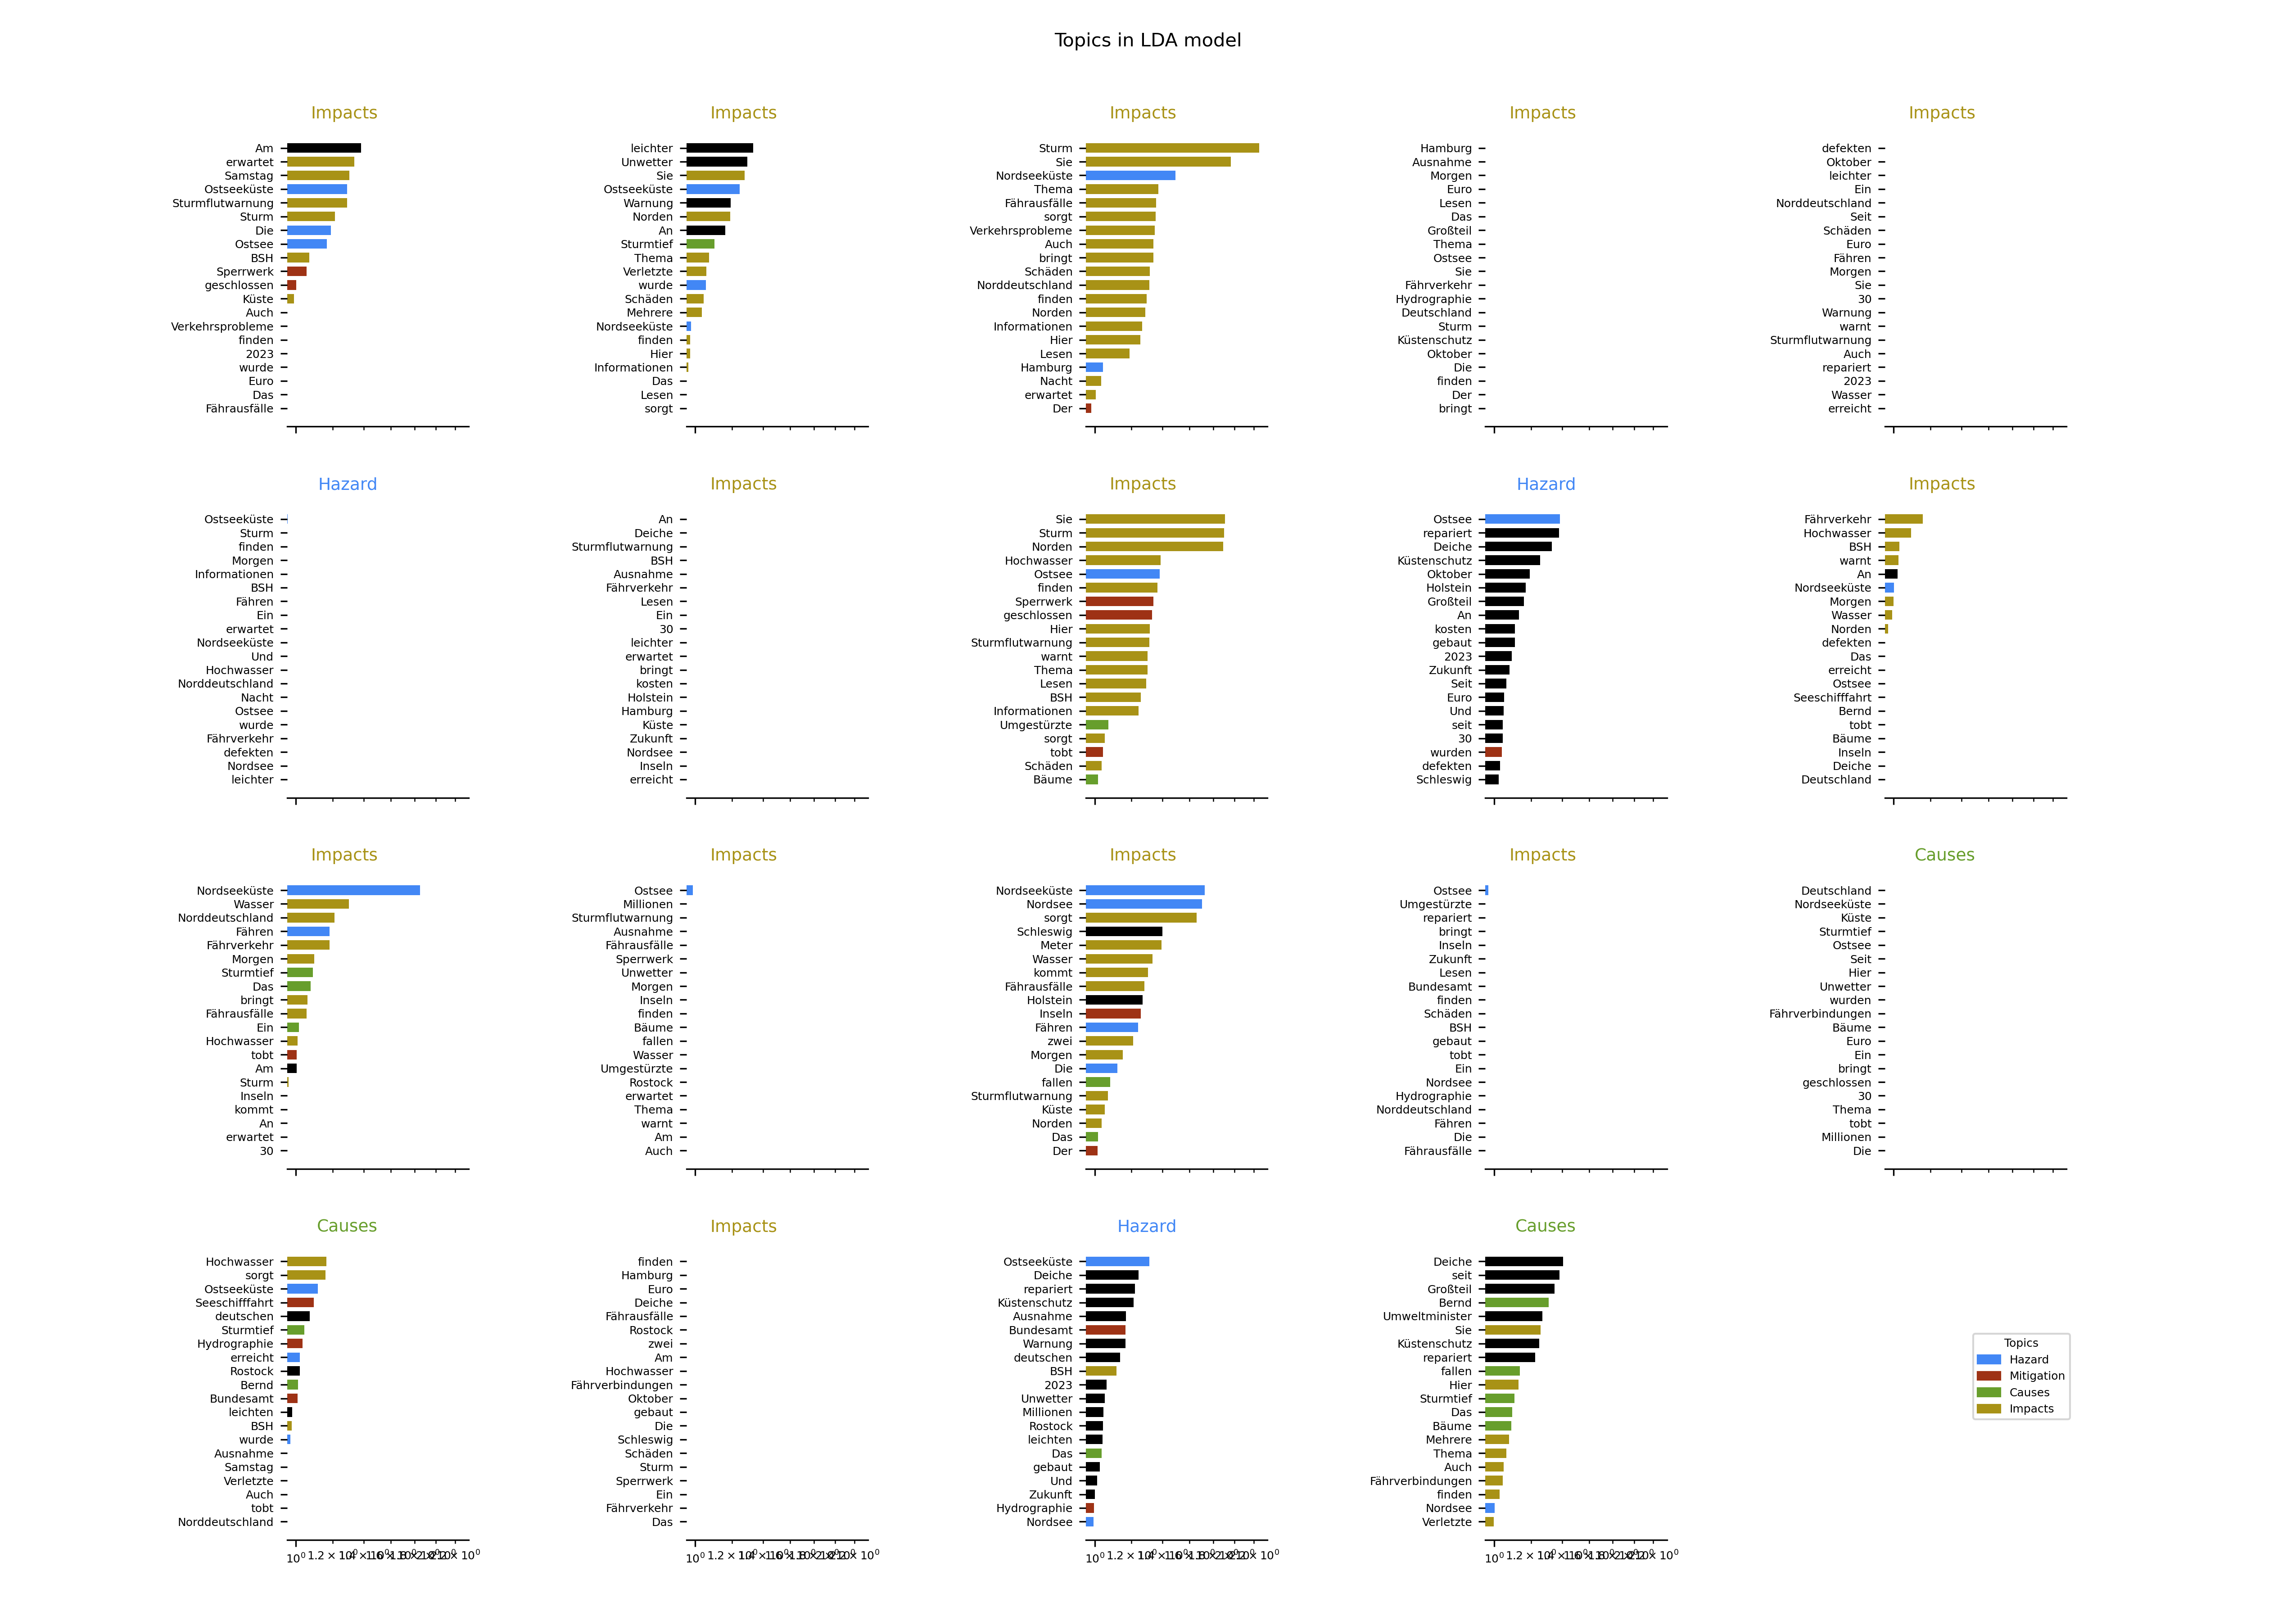 Topics in LDA model
Impacts
Am
erwartet
Samstag
Ostseeküste
Sturmflutwarnung
Sturm
Die
Ostsee
BSH
Sperrwerk
geschlossen
Küste
Auch
Verkehrsprobleme
finden
2023
wurde
Euro
Das
Fährausfälle
Impacts
leichter
Unwetter
Sie
Ostseeküste
Warnung
Norden
An
Sturmtief
Thema
Verletzte
wurde
Schäden
Mehrere
Nordseeküste
finden
Hier
Informationen
Das
Lesen
sorgt
Impacts
Sturm
Sie
Nordseeküste
Thema
Fährausfälle
sorgt
Verkehrsprobleme
Auch
bringt
Schäden
Norddeutschland
finden
Norden
Informationen
Hier
Lesen
Hamburg
Nacht
erwartet
Der
Impacts
Hamburg
Ausnahme
Morgen
Euro
Lesen
Das
Großteil
Thema
Ostsee
Sie
Fährverkehr
Hydrographie
Deutschland
Sturm
Küstenschutz
Oktober
Die
finden
Der
bringt
Impacts
defekten
Oktober
leichter
Ein
Norddeutschland
Seit
Schäden
Euro
Fähren
Morgen
Sie
30
Warnung
warnt
Sturmflutwarnung
Auch
repariert
2023
Wasser
erreicht
Hazard
Ostseeküste
Sturm
finden
Morgen
Informationen
BSH
Fähren
Ein
erwartet
Nordseeküste
Und
Hochwasser
Norddeutschland
Nacht
Ostsee
wurde
Fährverkehr
defekten
Nordsee
leichter
Impacts
An
Deiche
Sturmflutwarnung
BSH
Ausnahme
Fährverkehr
Lesen
Ein
30
leichter
erwartet
bringt
kosten
Holstein
Hamburg
Küste
Zukunft
Nordsee
Inseln
erreicht
Impacts
Sie
Sturm
Norden
Hochwasser
Ostsee
finden
Sperrwerk
geschlossen
Hier
Sturmflutwarnung
warnt
Thema
Lesen
BSH
Informationen
Umgestürzte
sorgt
tobt
Schäden
Bäume
Hazard
Ostsee
repariert
Deiche
Küstenschutz
Oktober
Holstein
Großteil
An
kosten
gebaut
2023
Zukunft
Seit
Euro
Und
seit
30
wurden
defekten
Schleswig
Impacts
Fährverkehr
Hochwasser
BSH
warnt
An
Nordseeküste
Morgen
Wasser
Norden
defekten
Das
erreicht
Ostsee
Seeschifffahrt
Bernd
tobt
Bäume
Inseln
Deiche
Deutschland
Impacts
Nordseeküste
Wasser
Norddeutschland
Fähren
Fährverkehr
Morgen
Sturmtief
Das
bringt
Fährausfälle
Ein
Hochwasser
tobt
Am
Sturm
Inseln
kommt
An
erwartet
30
Impacts
Ostsee
Millionen
Sturmflutwarnung
Ausnahme
Fährausfälle
Sperrwerk
Unwetter
Morgen
Inseln
finden
Bäume
fallen
Wasser
Umgestürzte
Rostock
erwartet
Thema
warnt
Am
Auch
Impacts
Nordseeküste
Nordsee
sorgt
Schleswig
Meter
Wasser
kommt
Fährausfälle
Holstein
Inseln
Fähren
zwei
Morgen
Die
fallen
Sturmflutwarnung
Küste
Norden
Das
Der
Impacts
Ostsee
Umgestürzte
repariert
bringt
Inseln
Zukunft
Lesen
Bundesamt
finden
Schäden
BSH
gebaut
tobt
Ein
Nordsee
Hydrographie
Norddeutschland
Fähren
Die
Fährausfälle
Causes
Deutschland
Nordseeküste
Küste
Sturmtief
Ostsee
Seit
Hier
Unwetter
wurden
Fährverbindungen
Bäume
Euro
Ein
bringt
geschlossen
30
Thema
tobt
Millionen
Die
Causes
Hochwasser
sorgt
Ostseeküste
Seeschifffahrt
deutschen
Sturmtief
Hydrographie
erreicht
Rostock
Bernd
Bundesamt
leichten
BSH
wurde
Ausnahme
Samstag
Verletzte
Auch
tobt
Norddeutschland
10⁰
Impacts
finden
Hamburg
Euro
Deiche
Fährausfälle
Rostock
zwei
Am
Hochwasser
Fährverbindungen
Oktober
gebaut
Die
Schleswig
Schäden
Sturm
Sperrwerk
Ein
Fährverkehr
Das
10⁰
Hazard
Ostseeküste
Deiche
repariert
Küstenschutz
Ausnahme
Bundesamt
Warnung
deutschen
BSH
2023
Unwetter
Millionen
Rostock
leichten
Das
gebaut
Und
Zukunft
Hydrographie
Nordsee
10⁰
Causes
Deiche
seit
Großteil
Bernd
Umweltminister
Sie
Küstenschutz
repariert
fallen
Hier
Sturmtief
Das
Bäume
Mehrere
Thema
Auch
Fährverbindungen
finden
Nordsee
Verletzte
10⁰
Topics
Hazard
Mitigation
Causes
Impacts